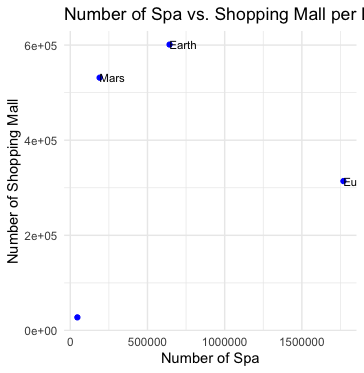 Number of Spa vs. Shopping Mall per
6e+05
Earth
Mars
4e+05
Number of Shopping Mall
Eu
2e+05
0e+00
0
500000
1000000
1500000
Number of Spa